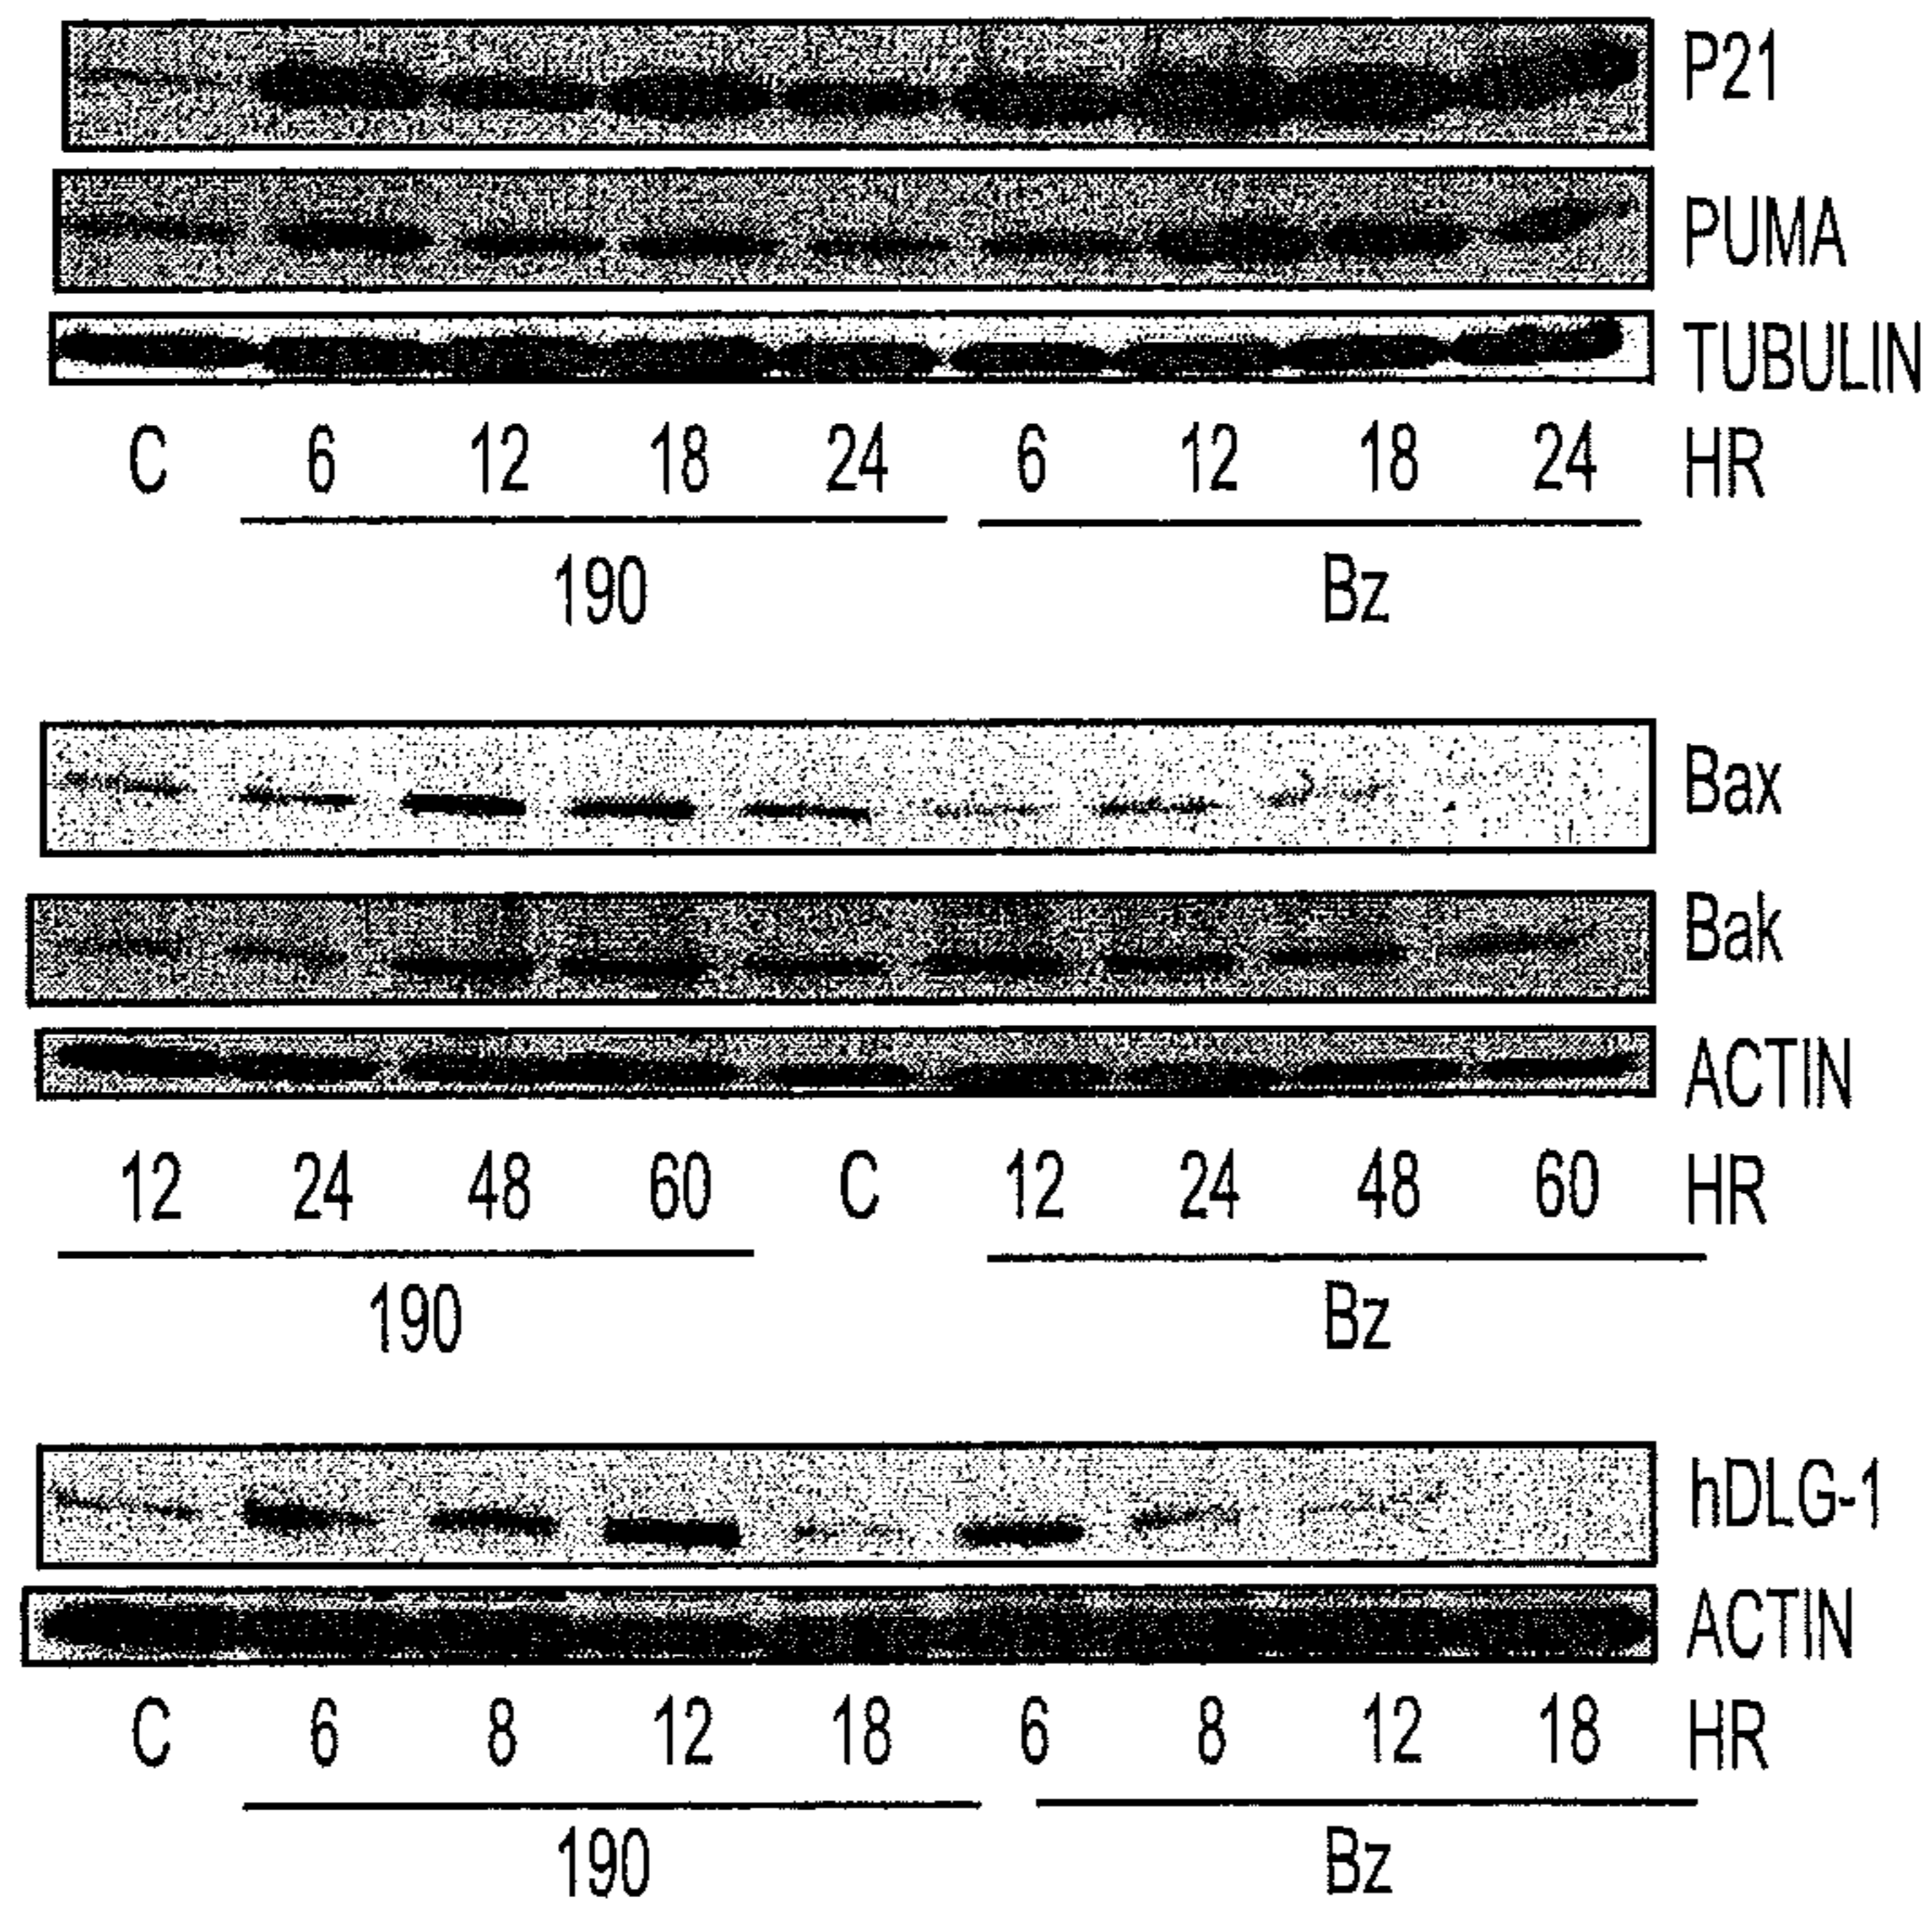 P21
PUMA
TUBULIN
C 6 12 18 24 6 12 18 24 HR
190 Bz
Bax
Bak
ACTIN
12 24 48 60 C 12 24 48 60 HR
190 Bz
hDLG-1
ACTIN
C 6 8 12 18 6 8 12 18 HR
190 Bz